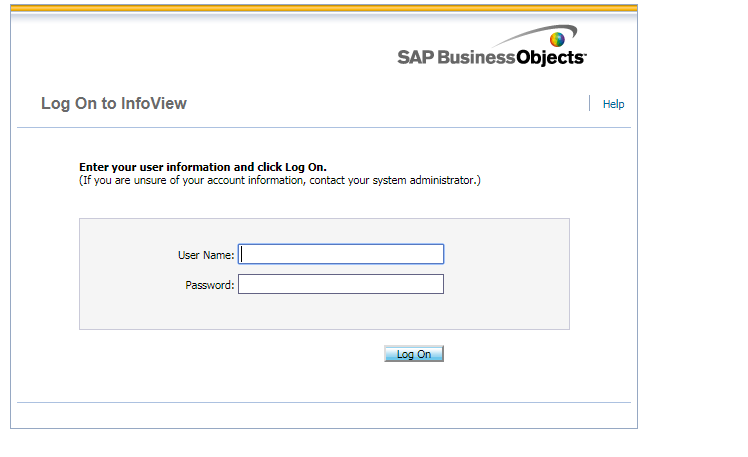 SAP BusinessObjects
Log On to InfoView
Help
Enter your user information and click Log On.
(If you are unsure of your account information, contact your system administrator.)
User Name:
Password:
Log On